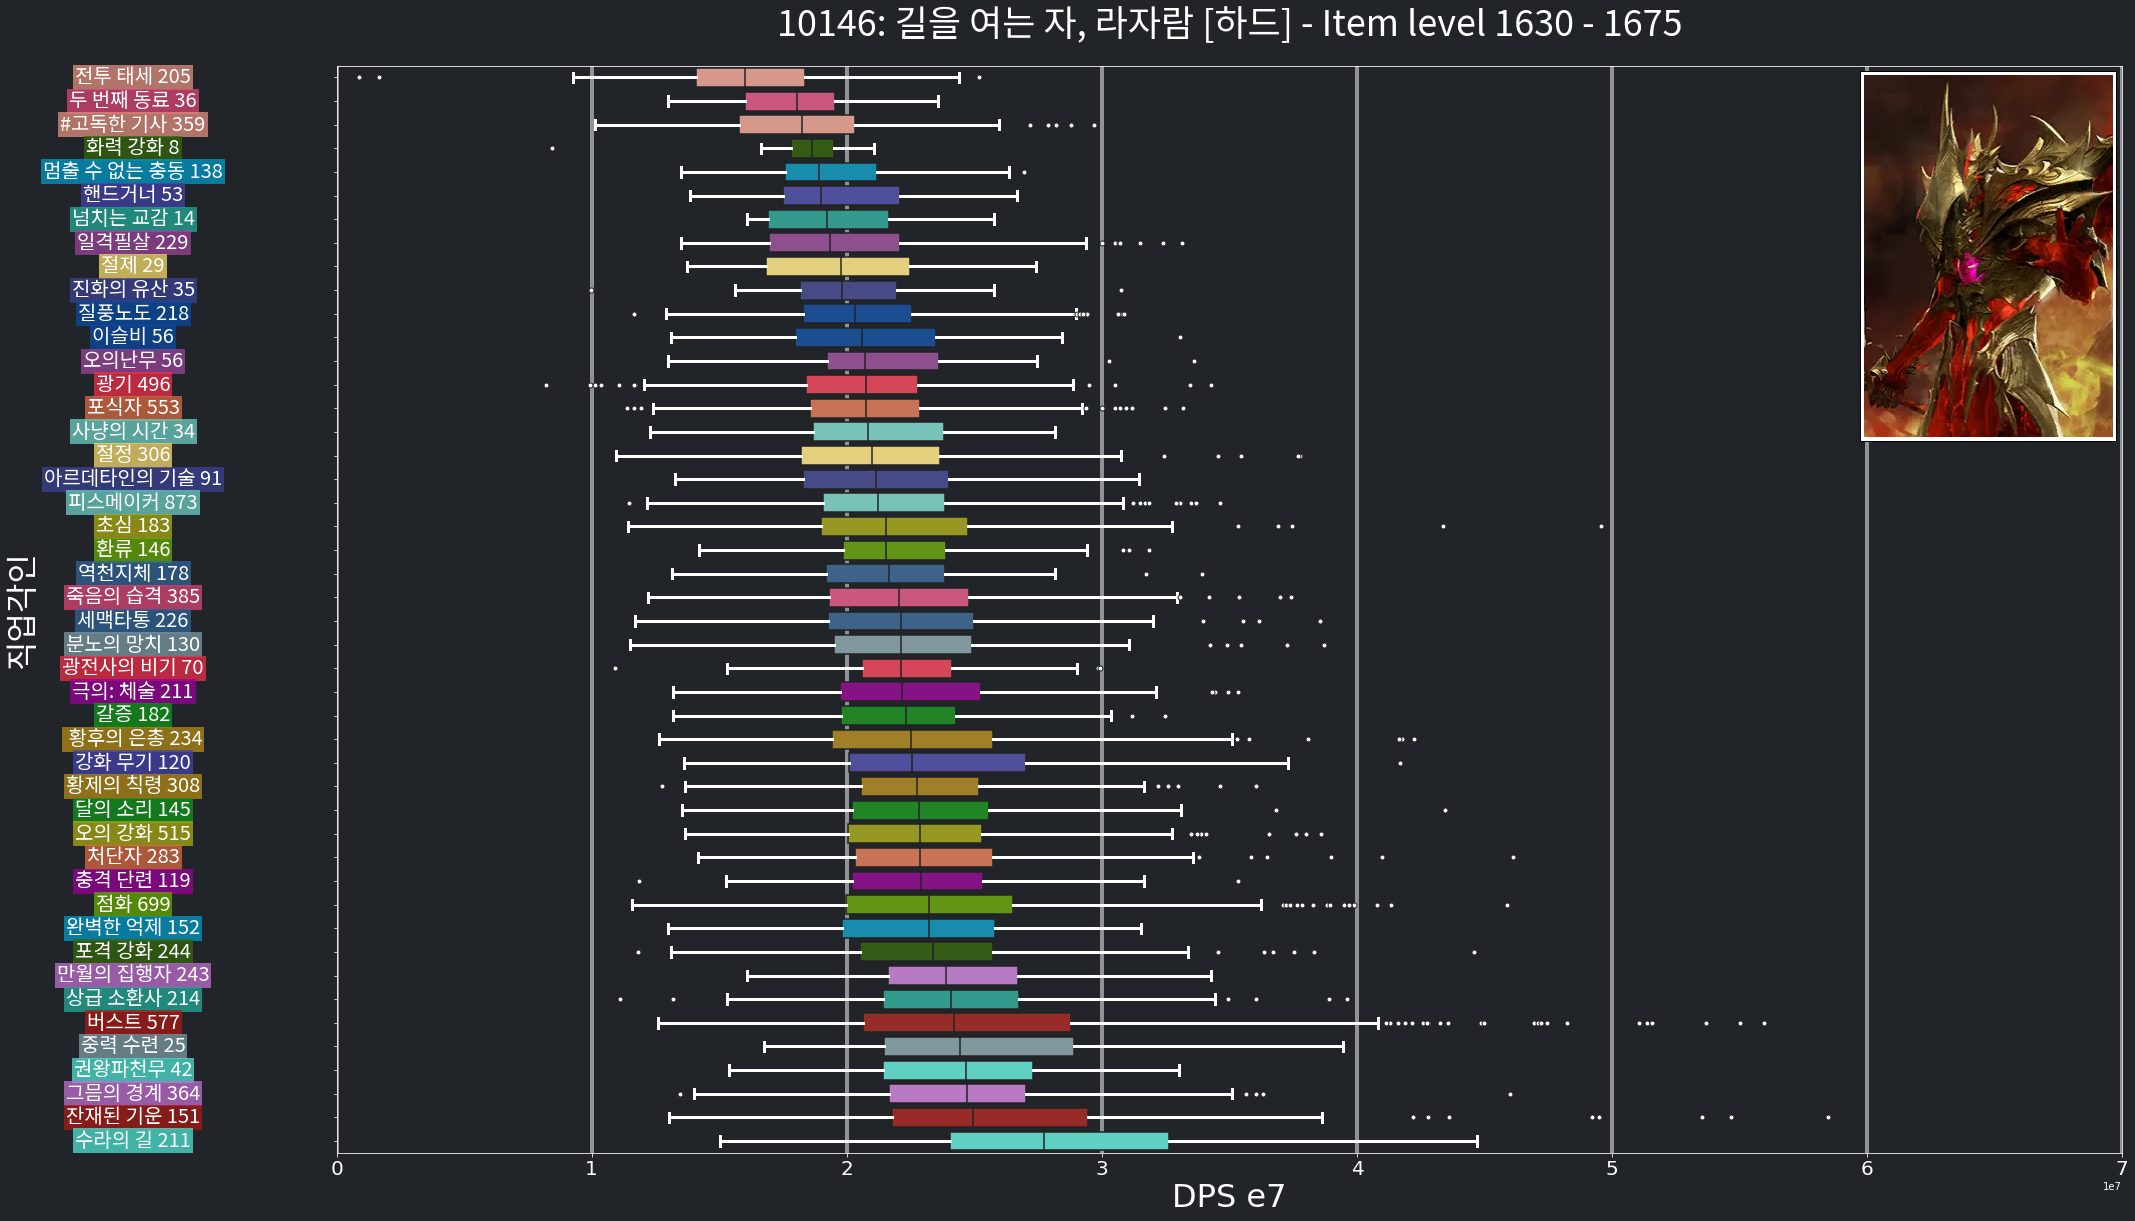 10146: 길을 여는 자, 라자람 [하드] - Item level 1630 - 1675
직업각인
전투 태세 205
두 번째 동료 36
#고독한 기사 359
화력 강화 8
멈출 수 없는 충동 138
핸드거너 53
넘치는 교감 14
일격필살 229
절제 29
진화의 유산 35
질풍노도 218
이슬비 56
오의난무 56
광기 496
포식자 553
사냥의 시간 34
절정 306
아르데타인의 기술 91
피스메이커 873
초심 183
환류 146
역천지체 178
죽음의 습격 385
세맥타통 226
분노의 망치 130
광전사의 비기 70
극의: 체술 211
갈증 182
황후의 은총 234
강화 무기 120
황제의 칙령 308
달의 소리 145
오의 강화 515
처단자 283
충격 단련 119
점화 699
완벽한 억제 152
포격 강화 244
만월의 집행자 243
상급 소환사 214
버스트 577
중력 수련 25
권왕파천무 42
그믐의 경계 364
잔재된 기운 151
수라의 길 211
0 1 2 3 4 5 6 7
1e7
DPS e7